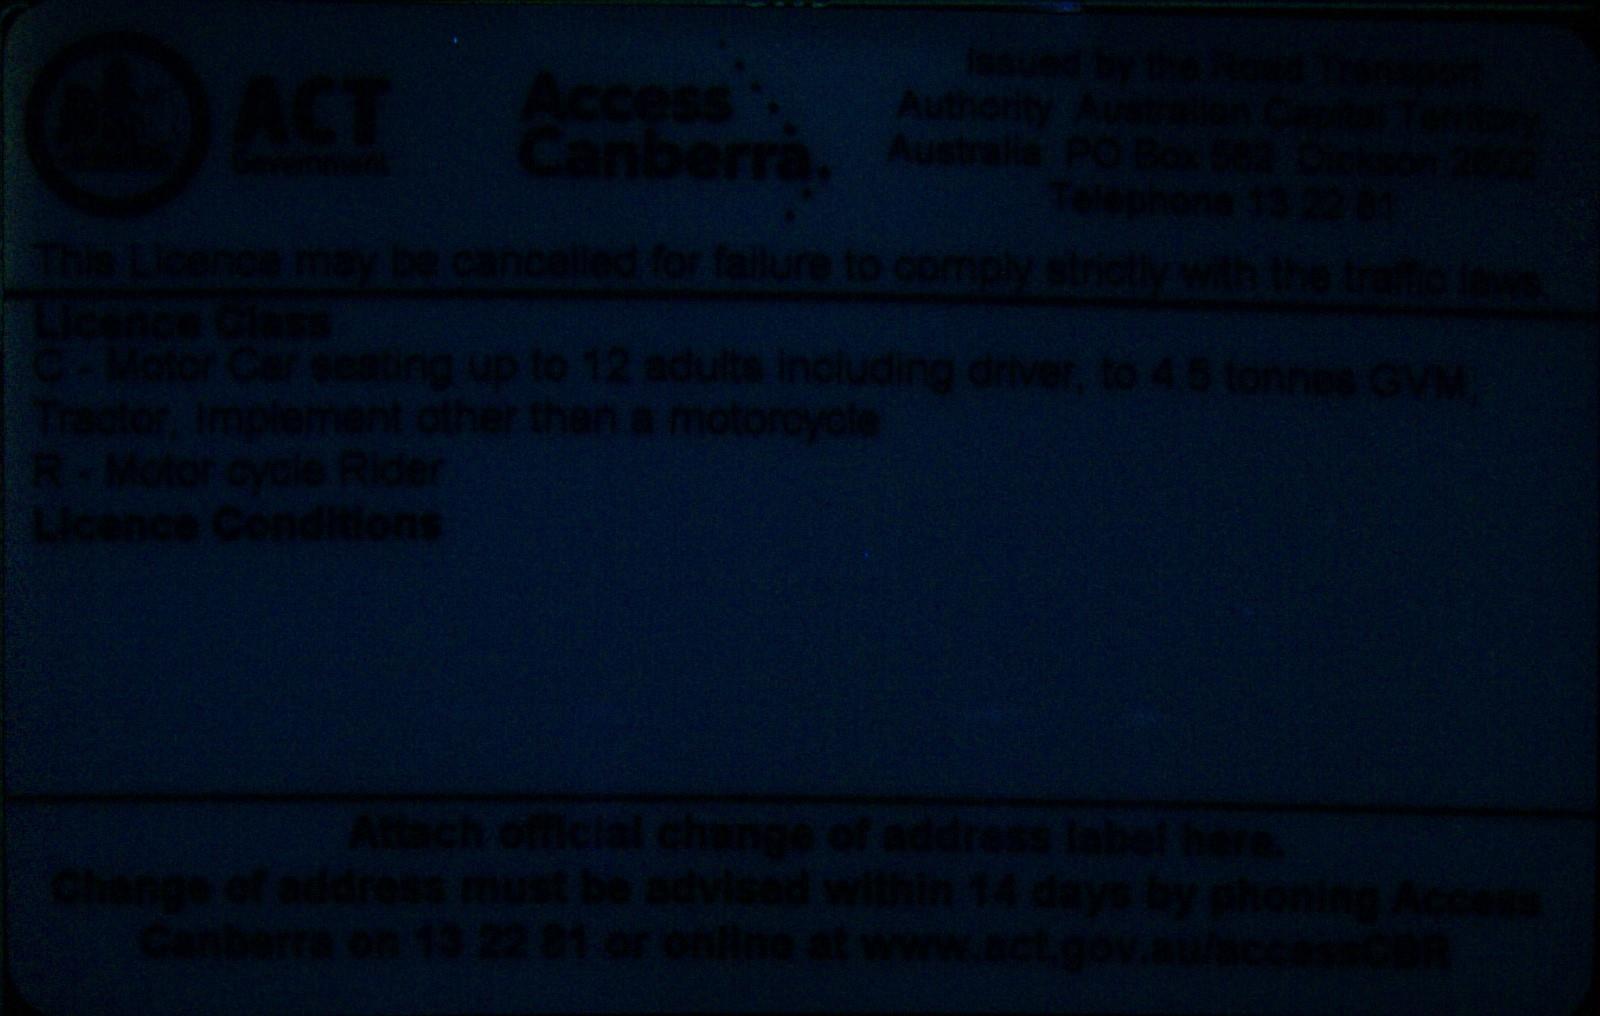 ACT
Government
Access
Canberra.
Issued by the Road Transport
Authority Australian Capital Territory
Australia PO Box 582 Dickson 2602
Telephone 13 22 81
This Licence may be cancelled for failure to comply strictly with the traffic laws.
Licence Class
C - Motor Car seating up to 12 adults including driver, to 4.5 tonnes GVM,
Tractor, Implement other than a motorcycle
R - Motor cycle Rider
Licence Conditions
Attach official change of address label here.
Change of address must be advised within 14 days by phoning Access
Canberra on 13 22 81 or online at www.act.gov.au/accessCBR